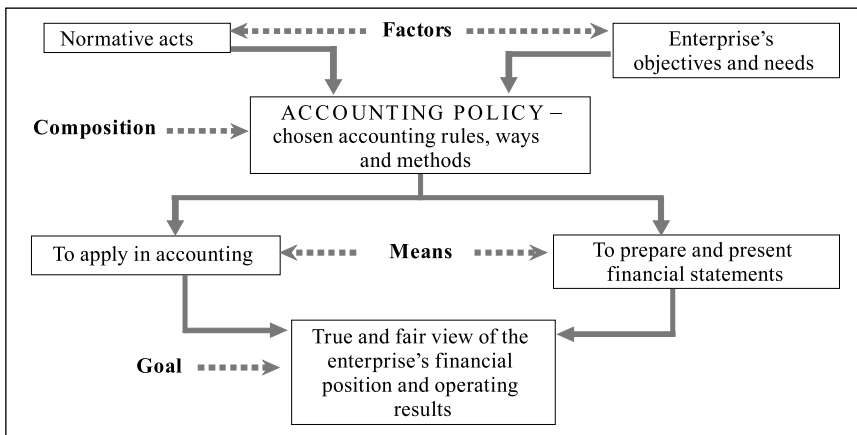 Normative acts
Factors
Enterprise’s
objectives and needs
Composition
ACCOUNTING POLICY –
chosen accounting rules, ways
and methods
To apply in accounting
Means
To prepare and present
financial statements
Goal
True and fair view of the
enterprise’s financial
position and operating
results